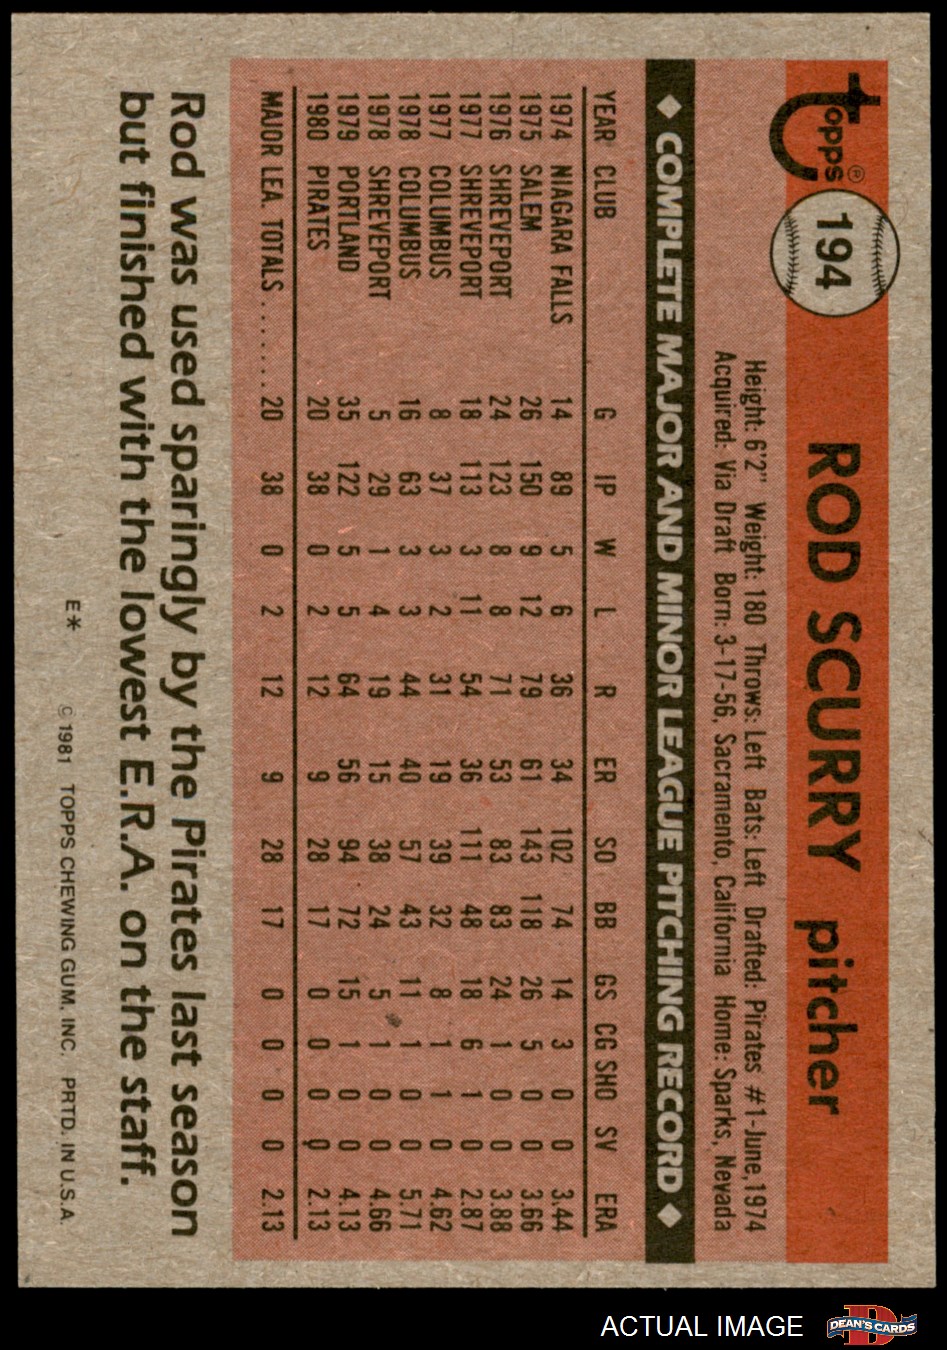 Topps®
194
ROD SCURRY pitcher
Height: 6'2" Weight: 180 Throws: Left Bats: Left Drafted: Pirates #1-June, 1974
Acquired: Via Draft Born: 3-17-56, Sacramento, California Home: Sparks, Nevada
◆ COMPLETE MAJOR AND MINOR LEAGUE PITCHING RECORD ◆
YEAR CLUB G IP W L R ER SO BB GS CG SHO SV ERA
1974 NIAGARA FALLS 14 89 5 6 36 34 102 74 14 3 0 0 3.44
1975 SALEM 26 150 9 12 79 61 143 118 26 5 0 0 3.66
1976 SHREVEPORT 24 123 8 8 71 53 83 83 24 1 0 0 3.88
1977 SHREVEPORT 18 113 3 11 54 36 111 48 18 6 1 0 2.87
1977 COLUMBUS 8 37 3 2 31 19 39 32 8 1 1 0 4.62
1978 COLUMBUS 16 63 3 3 44 40 57 43 11 1 0 0 5.71
1978 SHREVEPORT 5 29 1 4 19 15 38 24 5 1 0 0 4.66
1979 PORTLAND 35 122 5 5 64 56 94 72 15 1 0 0 4.13
1980 PIRATES 20 38 0 2 12 9 28 17 0 0 0 0 2.13
MAJOR LEA. TOTALS ....... 20 38 0 2 12 9 28 17 0 0 0 0 2.13
Rod was used sparingly by the Pirates last season
but finished with the lowest E.R.A. on the staff.
E* © 1981 TOPPS CHEWING GUM, INC. PRTD. IN U.S.A.
ACTUAL IMAGE
D
DEAN'S CARDS